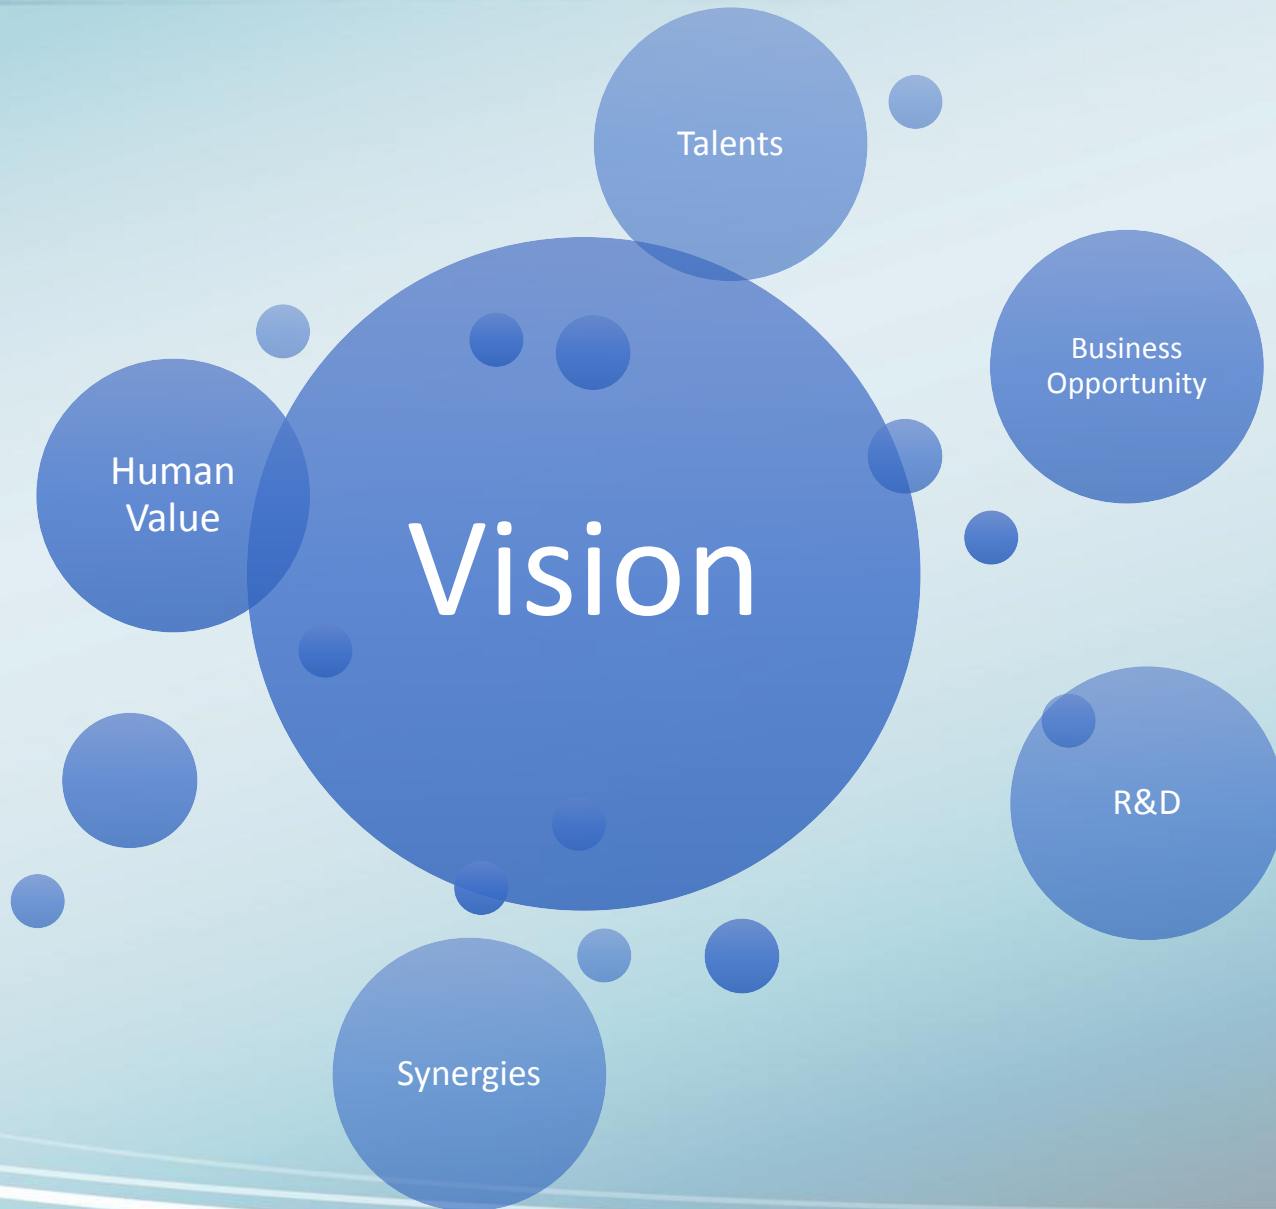 Talents
Business
Opportunity
Human
Value
Vision
R&D
Synergies